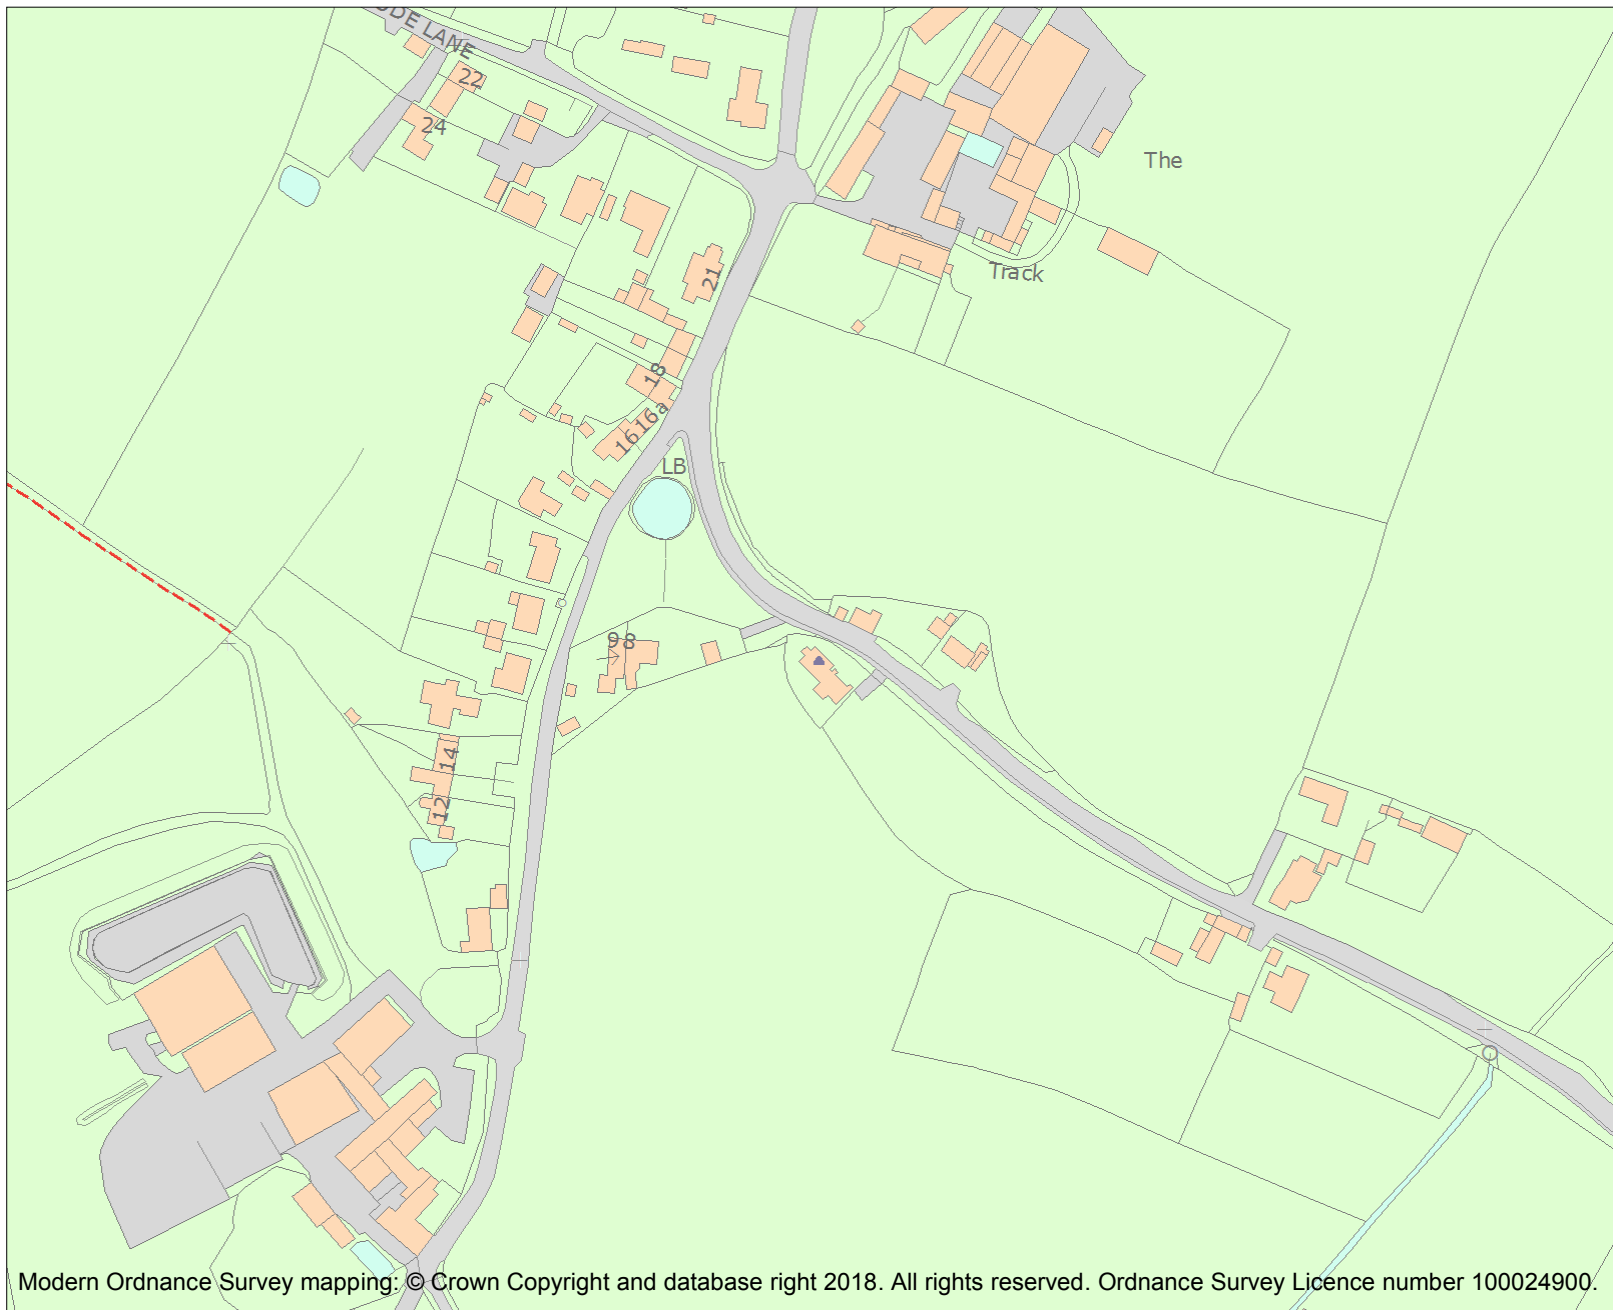 ODE LANE
22
24
The
Track
21
18
16a
16
LB
9
8
14
12
Modern Ordnance Survey mapping: © Crown Copyright and database right 2018. All rights reserved. Ordnance Survey Licence number 100024900.